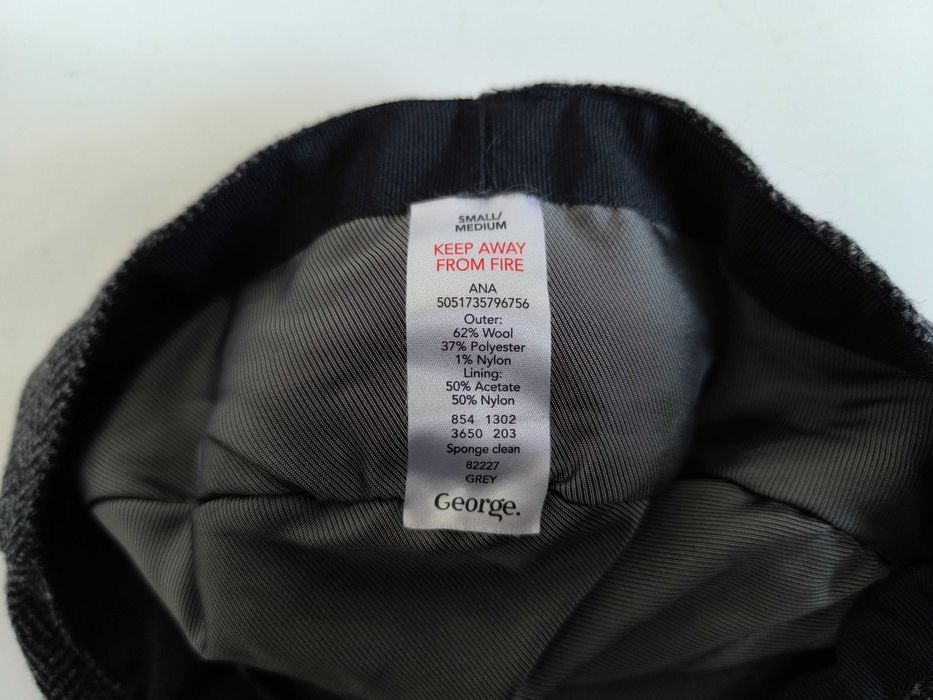 SMALL/
MEDIUM
KEEP AWAY
FROM FIRE
ANA
5051735796756
Outer:
62% Wool
37% Polyester
1% Nylon
Lining:
50% Acetate
50% Nylon
854 1302
3650 203
Sponge clean
82227
GREY
George.